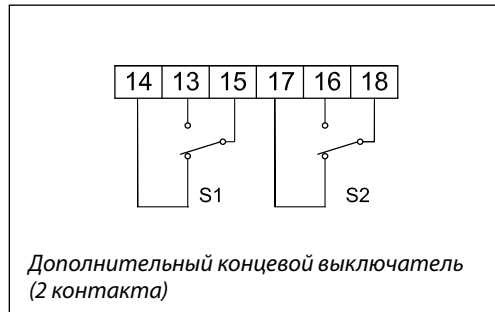 14 13 15 17 16 18
S1 S2
Дополнительный концевой выключатель
(2 контакта)